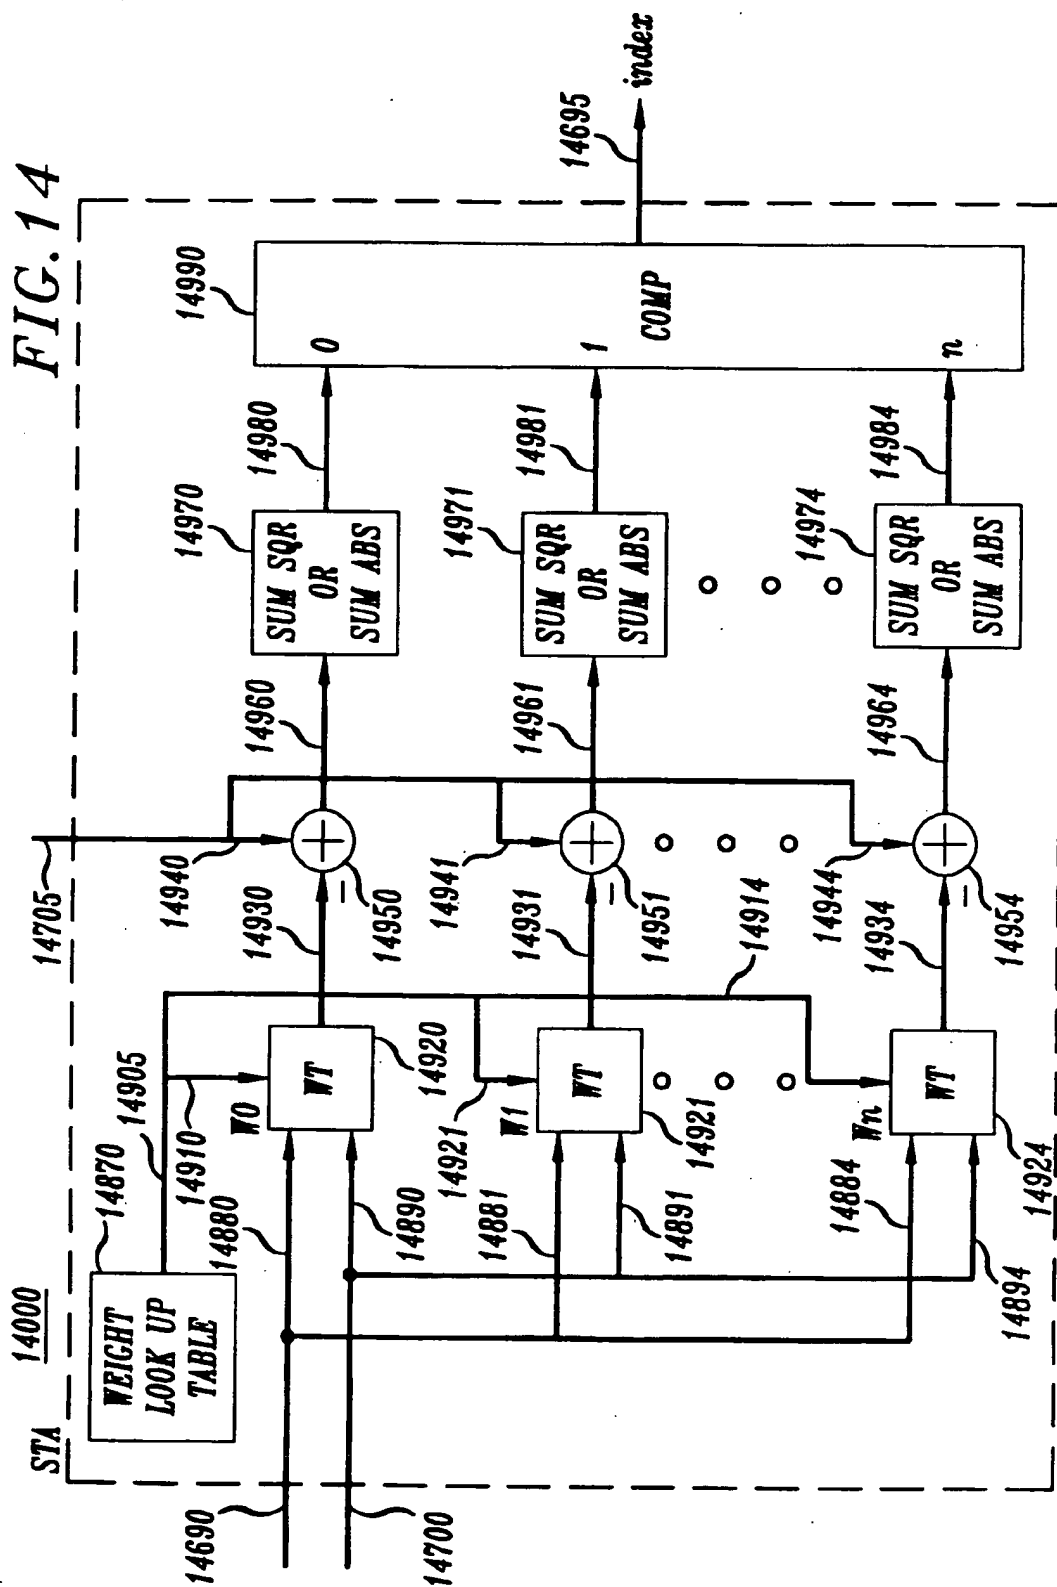 FIG. 14
14000
STA
14870
WEIGHT
LOOK UP
TABLE
14905
14910
14705
14940
14690
14700
14880
14890
W0
WT
14920
14930
14950
–
14960
14970
SUM SQR
OR
SUM ABS
14980
14990
0
1
n
COMP
14695
index
14881
14891
14921
W1
WT
14921
14931
14941
14951
–
14961
14971
SUM SQR
OR
SUM ABS
14981
14914
14884
14894
Wn
WT
14924
14934
14944
14954
–
14964
14974
SUM SQR
OR
SUM ABS
14984